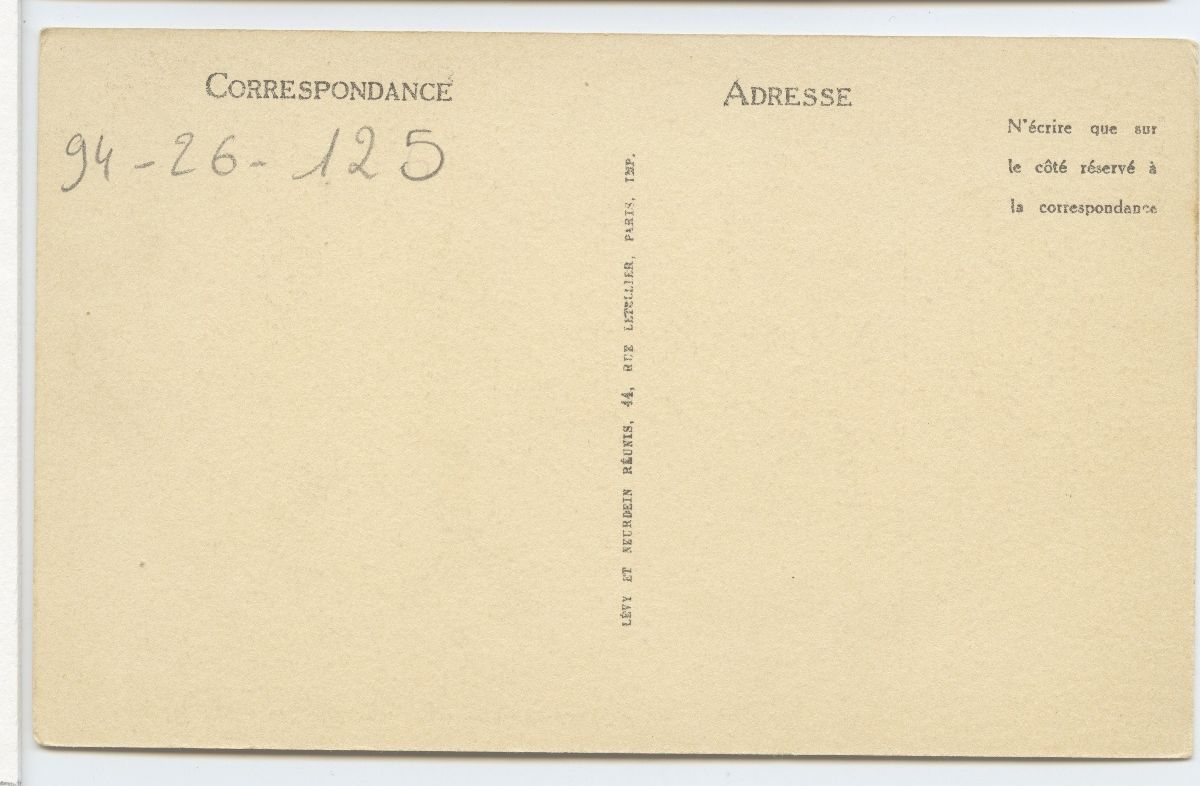 CORRESPONDANCE
94-26-125
LÉVY ET NEURDEIN RÉUNIS, 44, RUE LETELLIER, PARIS, IMP.
ADRESSE
N'écrire que sur
le côté réservé à
la correspondance